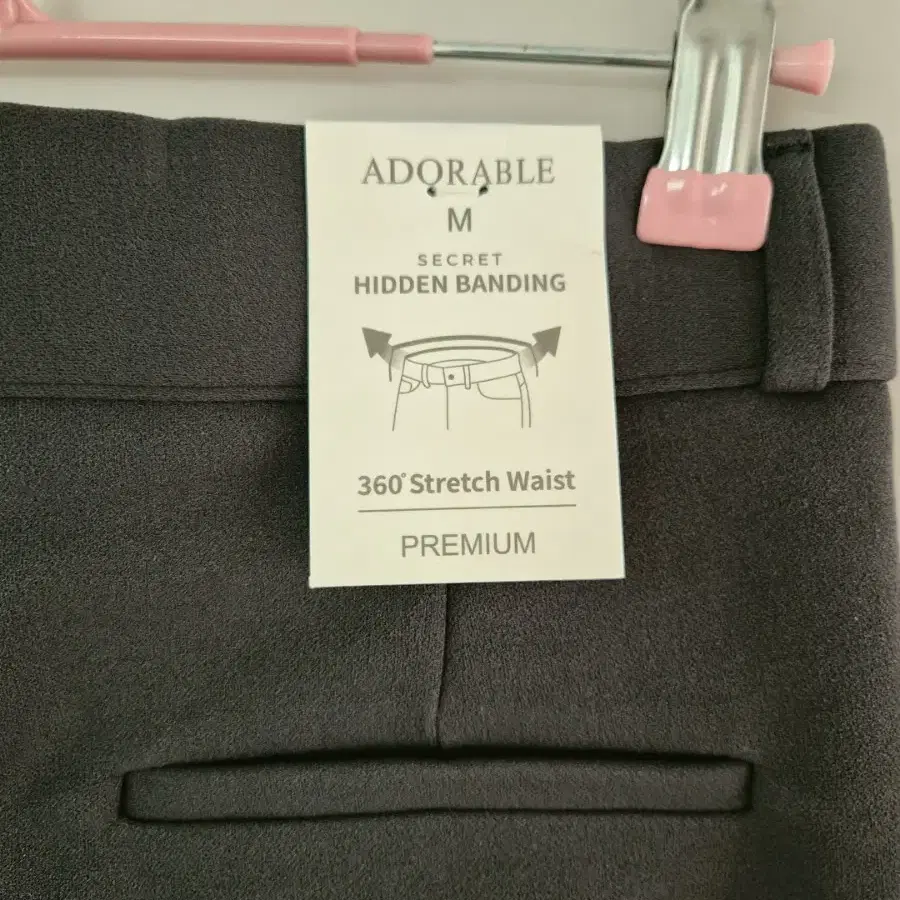 ADORABLE
M
SECRET
HIDDEN BANDING
360° Stretch Waist
PREMIUM